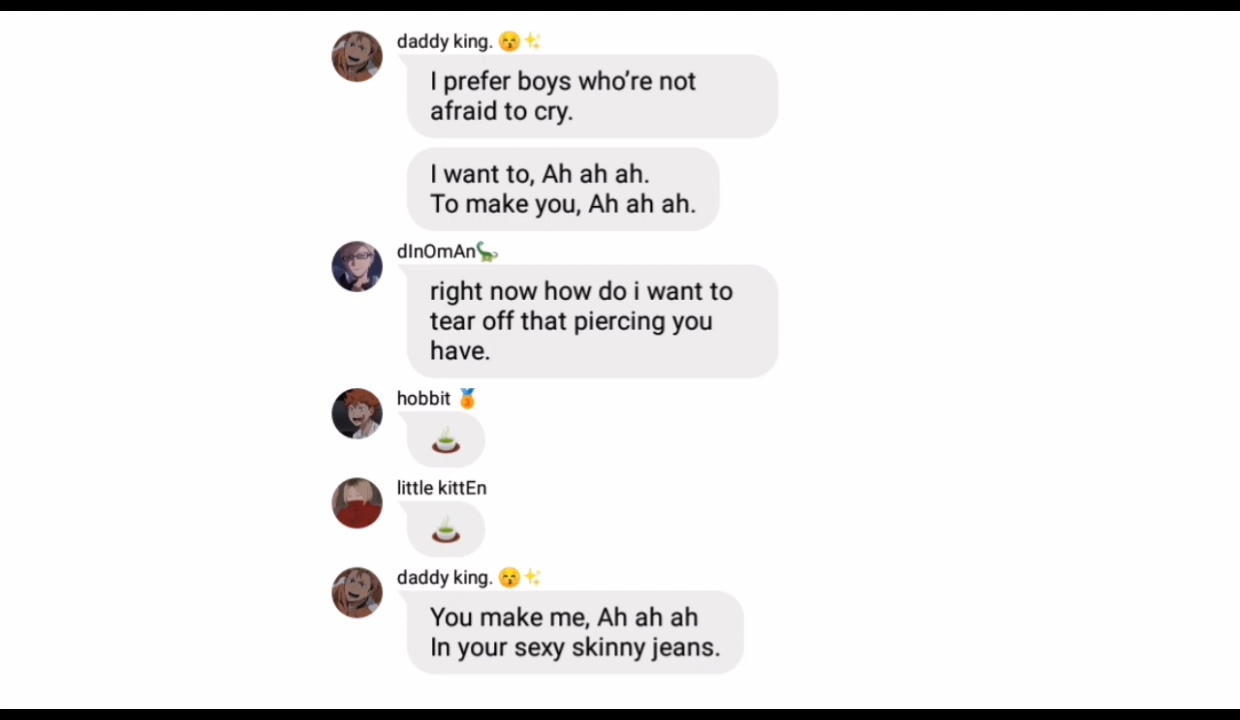 daddy king. 😙✨
I prefer boys who’re not
afraid to cry.
I want to, Ah ah ah.
To make you, Ah ah ah.
dInOmAn🦕
right now how do i want to
tear off that piercing you
have.
hobbit 🥉
🍵
little kittEn
🍵
daddy king. 😙✨
You make me, Ah ah ah
In your sexy skinny jeans.